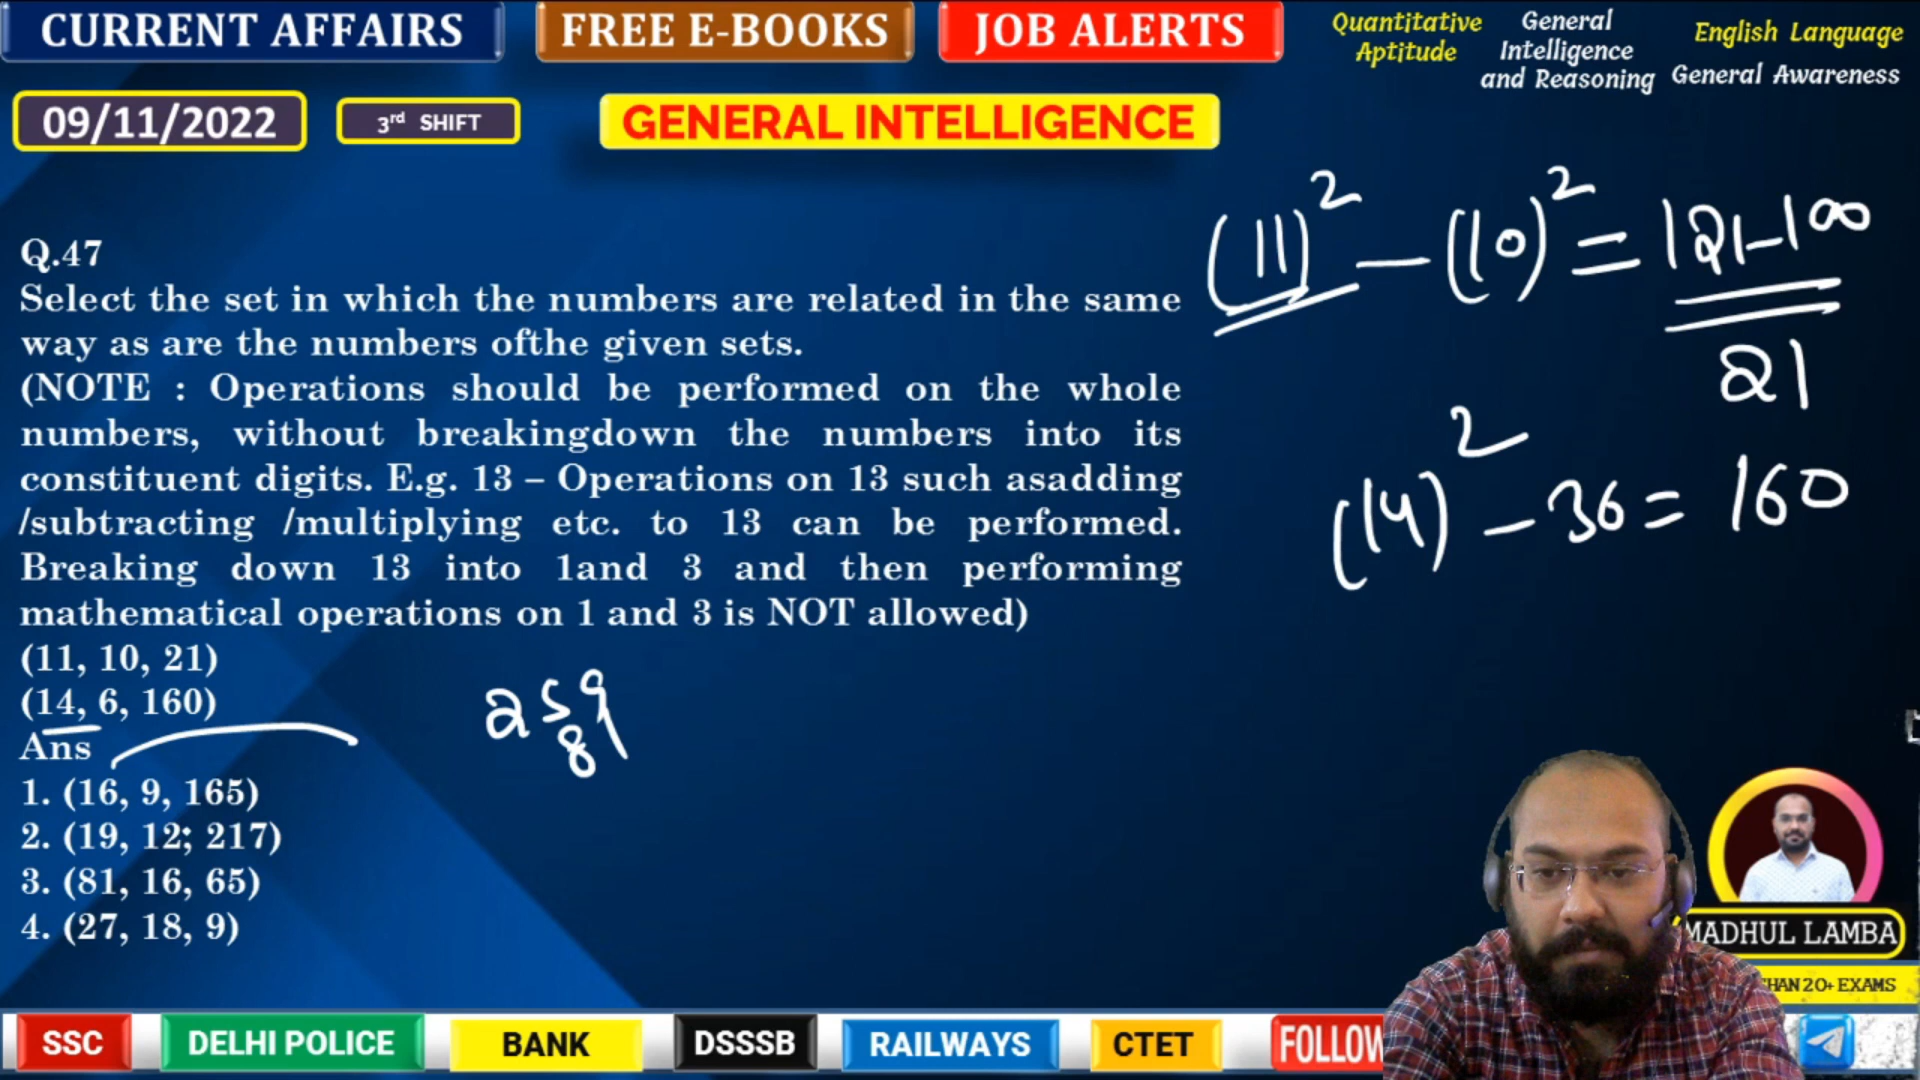 CURRENT AFFAIRS
FREE E-BOOKS
JOB ALERTS
Quantitative
Aptitude
General
Intelligence
and Reasoning
English Language
General Awareness
09/11/2022
3rd SHIFT
GENERAL INTELLIGENCE
(11)² - (10)² = 121-100
21
(14)² - 36 = 160
Q.47
Select the set in which the numbers are related in the same
way as are the numbers ofthe given sets.
(NOTE : Operations should be performed on the whole
numbers, without breakingdown the numbers into its
constituent digits. E.g. 13 – Operations on 13 such asadding
/subtracting /multiplying etc. to 13 can be performed.
Breaking down 13 into 1and 3 and then performing
mathematical operations on 1 and 3 is NOT allowed)
(11, 10, 21)
(14, 6, 160)
Ans
1. (16, 9, 165)
2. (19, 12; 217)
3. (81, 16, 65)
4. (27, 18, 9)
MADHUL LAMBA
HAN 20+ EXAMS
SSC
DELHI POLICE
BANK
DSSSB
RAILWAYS
CTET
FOLLOW